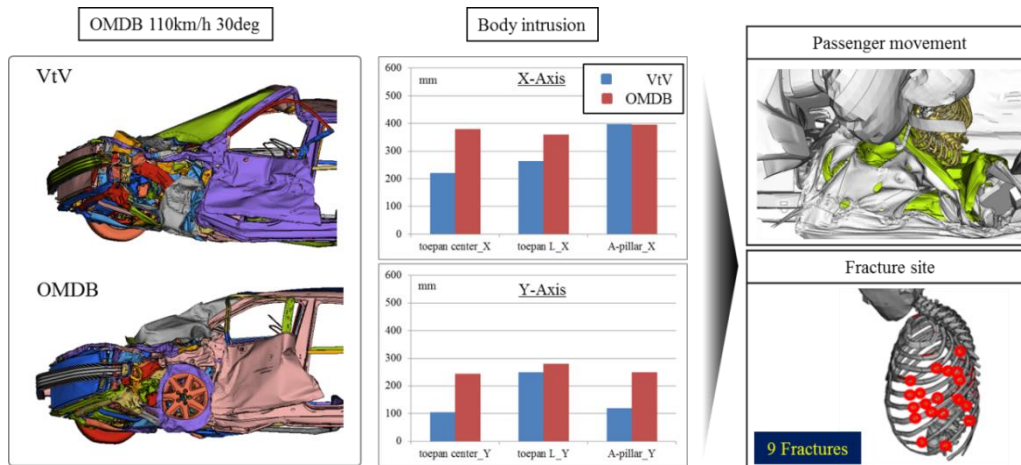 OMDB 110km/h 30deg
VtV
OMDB
Body intrusion
600
500
400
300
200
100
0
mm
X-Axis
VtV
OMDB
toepan center_X
toepan L_X
A-pillar_X
600
500
400
300
200
100
0
mm
Y-Axis
toepan center_Y
toepan L_Y
A-pillar_Y
Passenger movement
Fracture site
9 Fractures